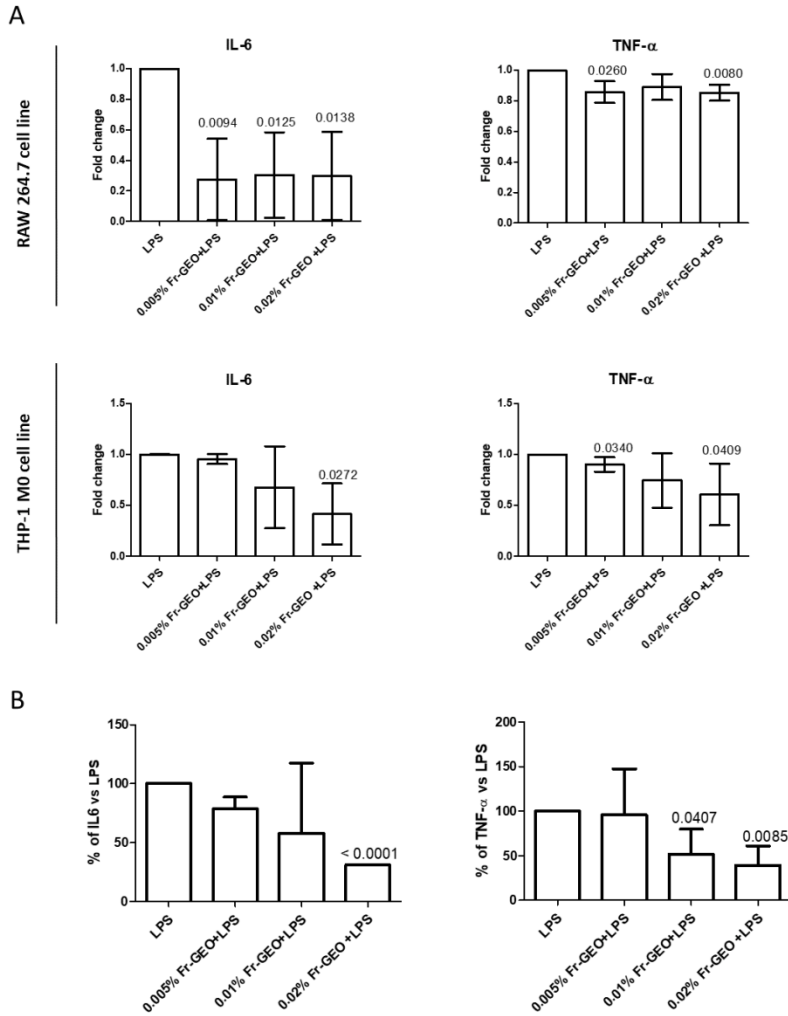 A
RAW 264.7 cell line
IL-6
Fold change
1.0
0.8
0.6
0.4
0.2
0.0
0.0094
0.0125
0.0138
LPS
0.005% Fr-GEO+LPS
0.01% Fr-GEO+LPS
0.02% Fr-GEO +LPS
TNF-α
Fold change
1.0
0.8
0.6
0.4
0.2
0.0
0.0260
0.0080
LPS
0.005% Fr-GEO+LPS
0.01% Fr-GEO+LPS
0.02% Fr-GEO +LPS
THP-1 M0 cell line
IL-6
Fold change
1.5
1.0
0.5
0.0
0.0272
LPS
0.005% Fr-GEO+LPS
0.01% Fr-GEO+LPS
0.02% Fr-GEO +LPS
TNF-α
Fold change
1.5
1.0
0.5
0.0
0.0340
0.0409
LPS
0.005% Fr-GEO+LPS
0.01% Fr-GEO+LPS
0.02% Fr-GEO +LPS
B
% of IL6 vs LPS
150
100
50
0
< 0.0001
LPS
0.005% Fr-GEO+LPS
0.01% Fr-GEO+LPS
0.02% Fr-GEO +LPS
% of TNF-α vs LPS
200
150
100
50
0
0.0407
0.0085
LPS
0.005% Fr-GEO+LPS
0.01% Fr-GEO+LPS
0.02% Fr-GEO +LPS